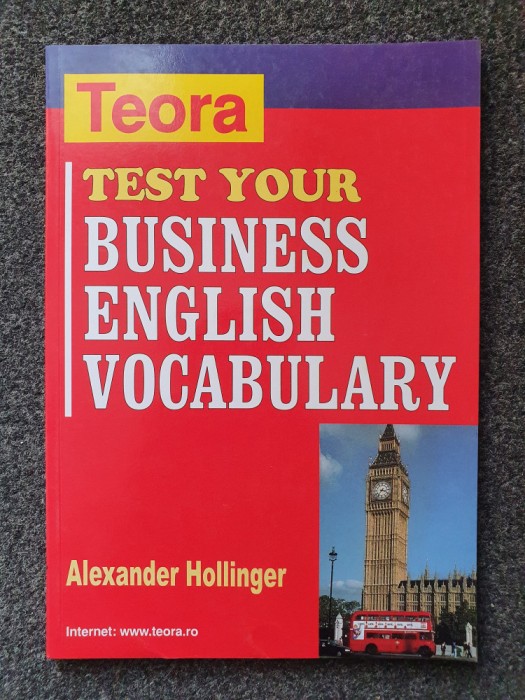 Teora
TEST YOUR
BUSINESS
ENGLISH
VOCABULARY
Alexander Hollinger
Internet: www.teora.ro